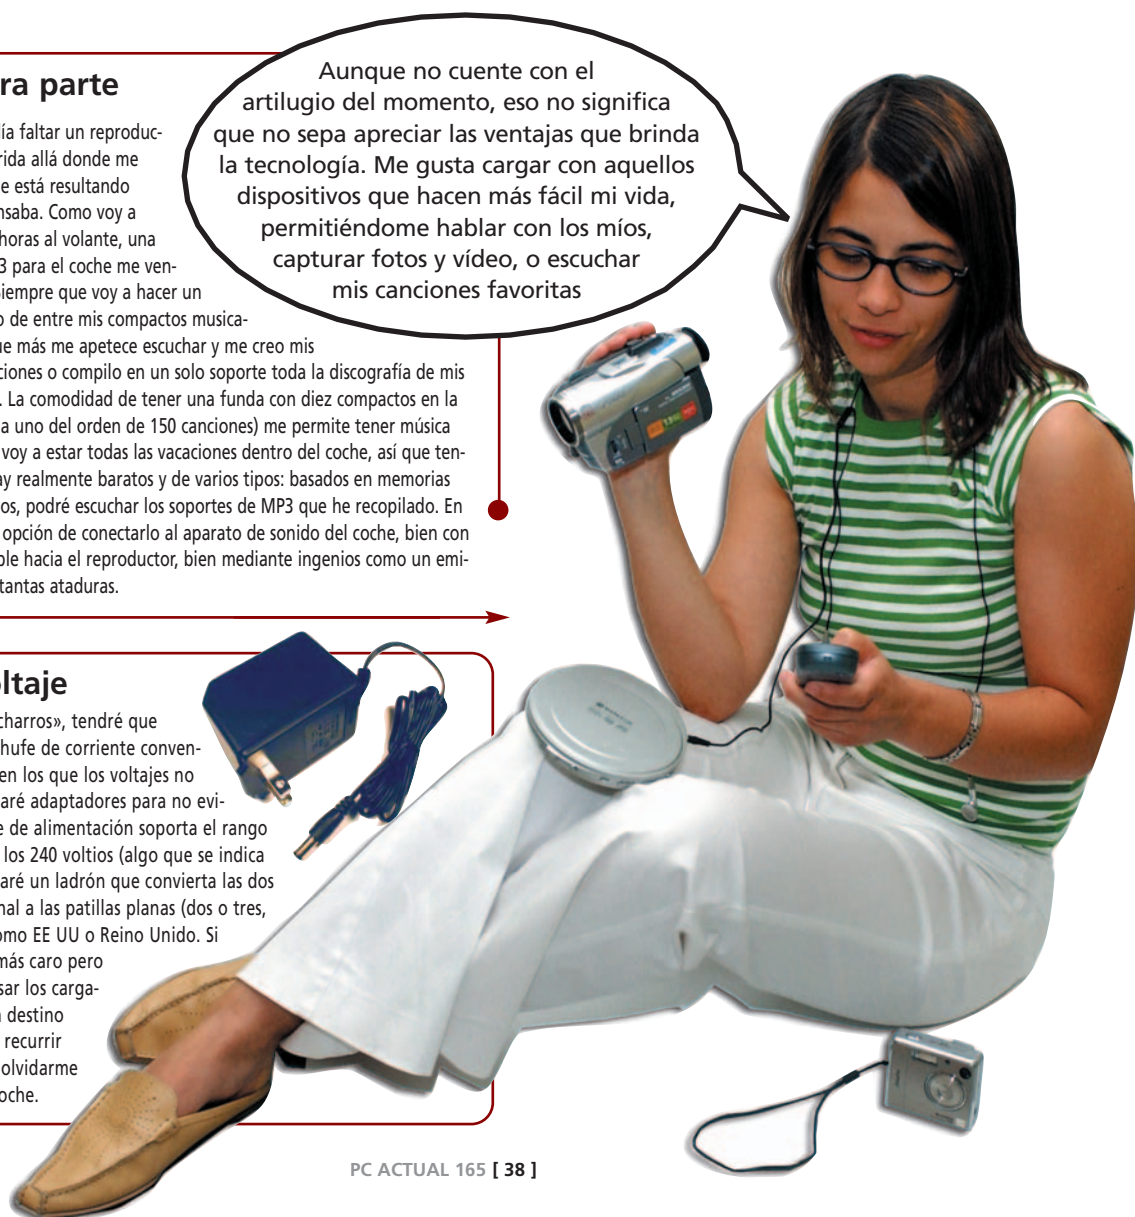 Aunque no cuente con el
artilugio del momento, eso no significa
que no sepa apreciar las ventajas que brinda
la tecnología. Me gusta cargar con aquellos
dispositivos que hacen más fácil mi vida,
permitiéndome hablar con los míos,
capturar fotos y vídeo, o escuchar
mis canciones favoritas
ra parte
ía faltar un reproduc-
rida allá donde me
e está resultando
nsaba. Como voy a
horas al volante, una
3 para el coche me ven-
Siempre que voy a hacer un
o de entre mis compactos musica-
ue más me apetece escuchar y me creo mis
ciones o compilo en un solo soporte toda la discografía de mis
. La comodidad de tener una funda con diez compactos en la
a uno del orden de 150 canciones) me permite tener música
voy a estar todas las vacaciones dentro del coche, así que ten-
ay realmente baratos y de varios tipos: basados en memorias
os, podré escuchar los soportes de MP3 que he recopilado. En
opción de conectarlo al aparato de sonido del coche, bien con
ble hacia el reproductor, bien mediante ingenios como un emi-
tantas ataduras.
oltaje
charros», tendré que
hufe de corriente conven-
en los que los voltajes no
aré adaptadores para no evi-
e de alimentación soporta el rango
los 240 voltios (algo que se indica
aré un ladrón que convierta las dos
nal a las patillas planas (dos o tres,
omo EE UU o Reino Unido. Si
más caro pero
sar los carga-
n destino
recurrir
olvidarme
oche.
PC ACTUAL 165 [ 38 ]